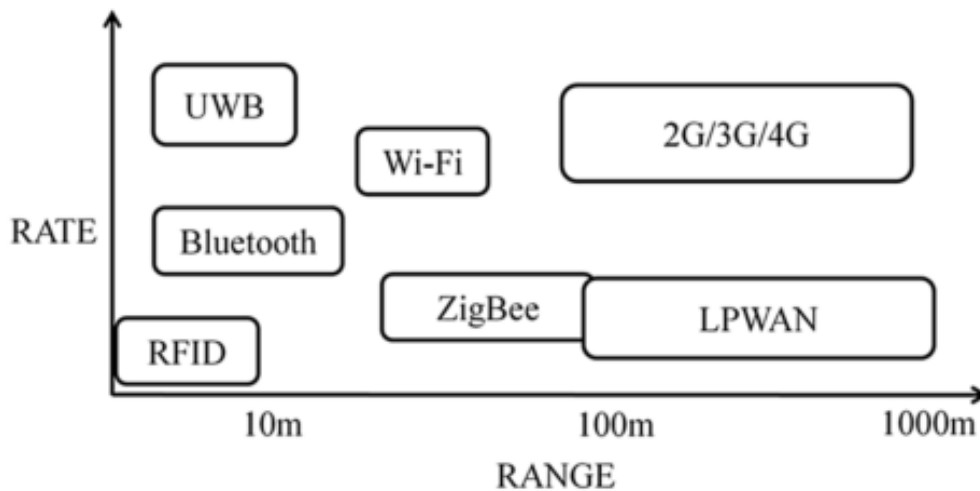 UWB
2G/3G/4G
Wi-Fi
RATE
Bluetooth
ZigBee
LPWAN
RFID
10m
100m
1000m
RANGE